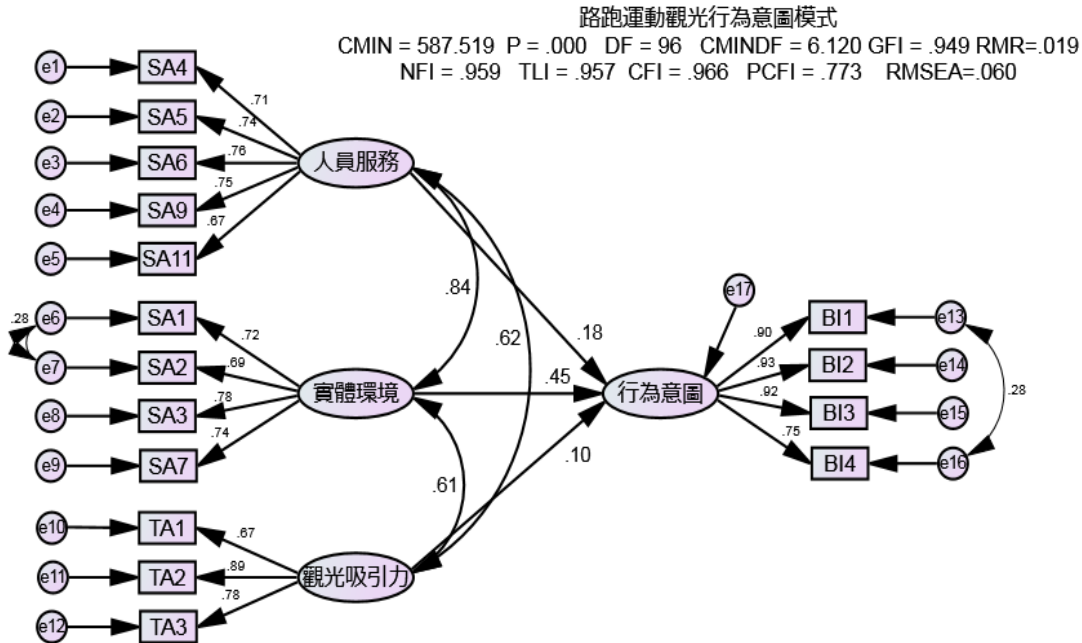 路跑運動觀光行為意圖模式
CMIN = 587.519 P = .000 DF = 96 CMINDF = 6.120 GFI = .949 RMR=.019
NFI = .959 TLI = .957 CFI = .966 PCFI = .773 RMSEA=.060
e1 SA4 .71
e2 SA5 .74
e3 SA6 .76
人員服務
e4 SA9 .75
e5 SA11 .67
.84
.62
.18
e17
.28
e6 SA1 .72
e7 SA2 .69
實體環境
.45
行為意圖
e8 SA3 .78
e9 SA7 .74
.90 BI1 e13
.93 BI2 e14
.92 BI3 e15
.75 BI4 e16
.28
.10
.61
e10 TA1 .67
e11 TA2 .89
觀光吸引力
e12 TA3 .78